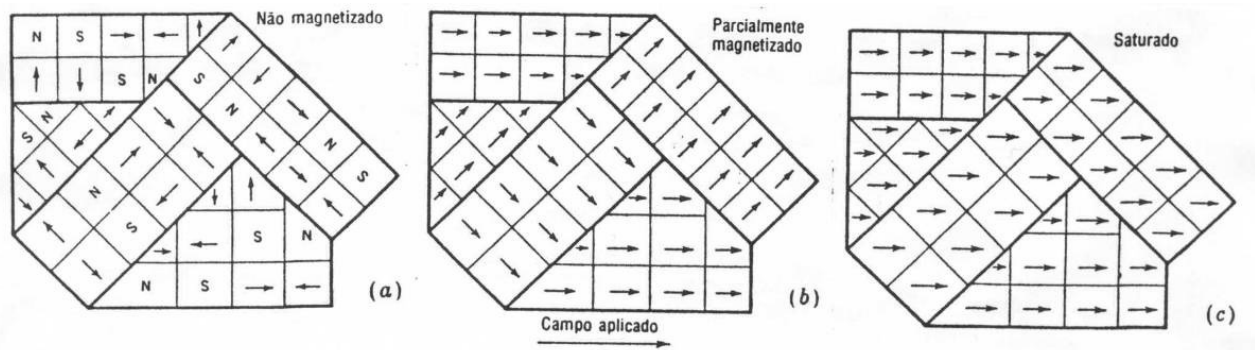 Não magnetizado
N S
S N S
N N
S
N
S
N
S
S N
N S
(a)
Parcialmente
magnetizado
(b)
Campo aplicado
Saturado
(c)